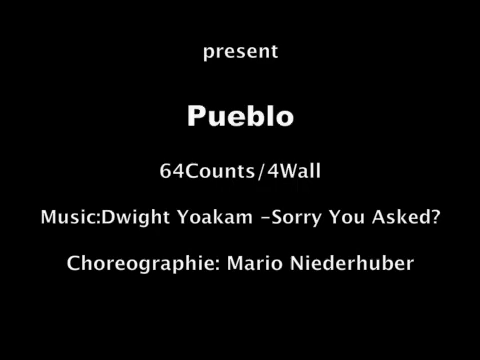 present
Pueblo
64Counts/4Wall
Music:Dwight Yoakam -Sorry You Asked?
Choreographie: Mario Niederhuber